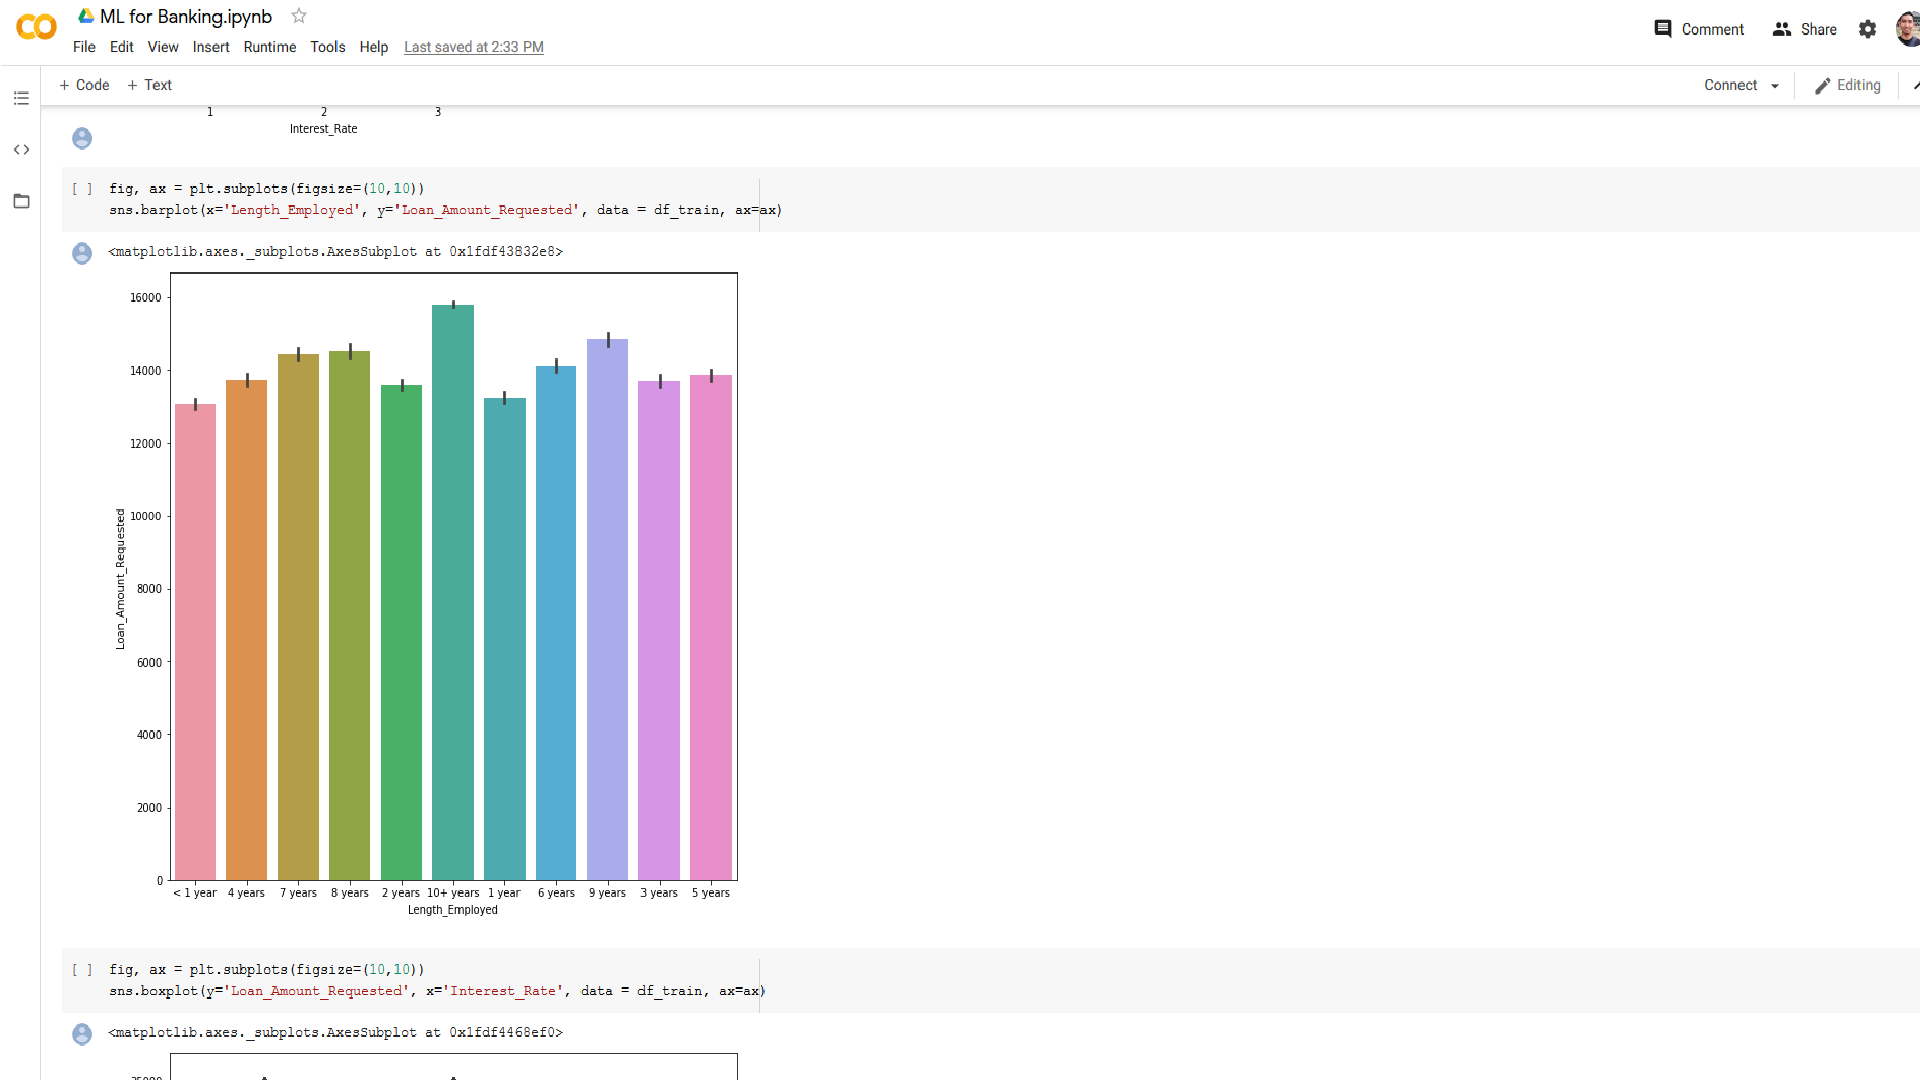 ML for Banking.ipynb
File Edit View Insert Runtime Tools Help Last saved at 2:33 PM
Comment Share
+ Code + Text
Connect Editing
1 2 3
Interest_Rate
[ ] fig, ax = plt.subplots(figsize=(10,10))
sns.barplot(x='Length_Employed', y='Loan_Amount_Requested', data = df_train, ax=ax)
<matplotlib.axes._subplots.AxesSubplot at 0x1fdf43832e8>
16000
14000
12000
10000
8000
6000
4000
2000
0
Loan_Amount_Requested
< 1 year 4 years 7 years 8 years 2 years 10+ years 1 year 6 years 9 years 3 years 5 years
Length_Employed
[ ] fig, ax = plt.subplots(figsize=(10,10))
sns.boxplot(y='Loan_Amount_Requested', x='Interest_Rate', data = df_train, ax=ax)
<matplotlib.axes._subplots.AxesSubplot at 0x1fdf4468ef0>